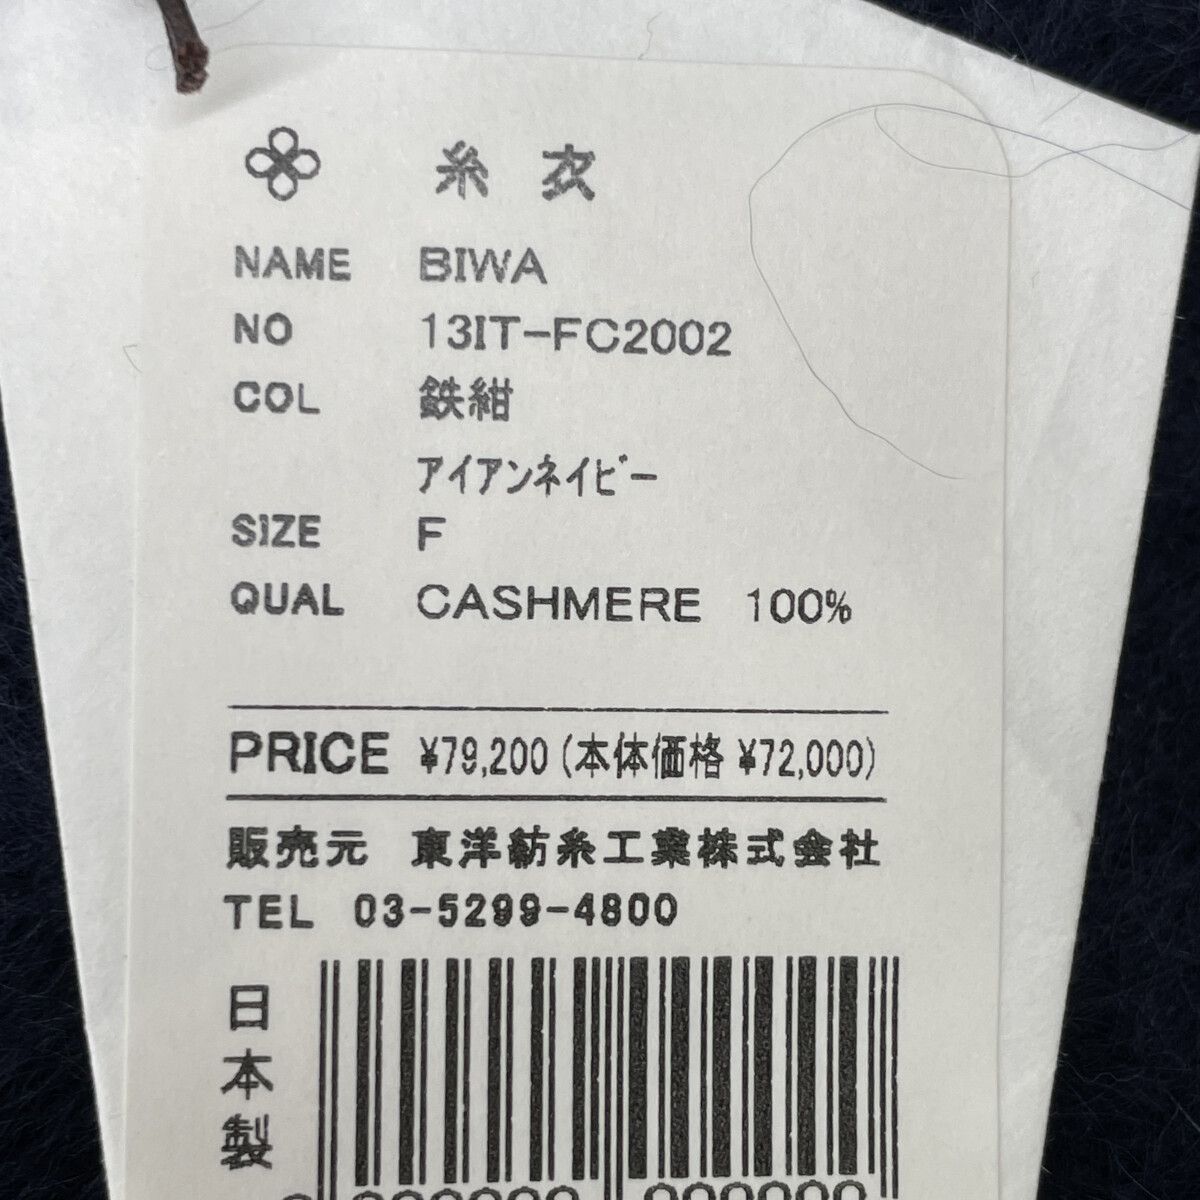 糸 衣
NAME BIWA
NO 13IT-FC2002
COL 鉄紺
アイアンネイビー
SIZE F
QUAL CASHMERE 100%
PRICE ¥79,200 (本体価格 ¥72,000)
販売元 東洋紡糸工業株式会社
TEL 03-5299-4800
日本製